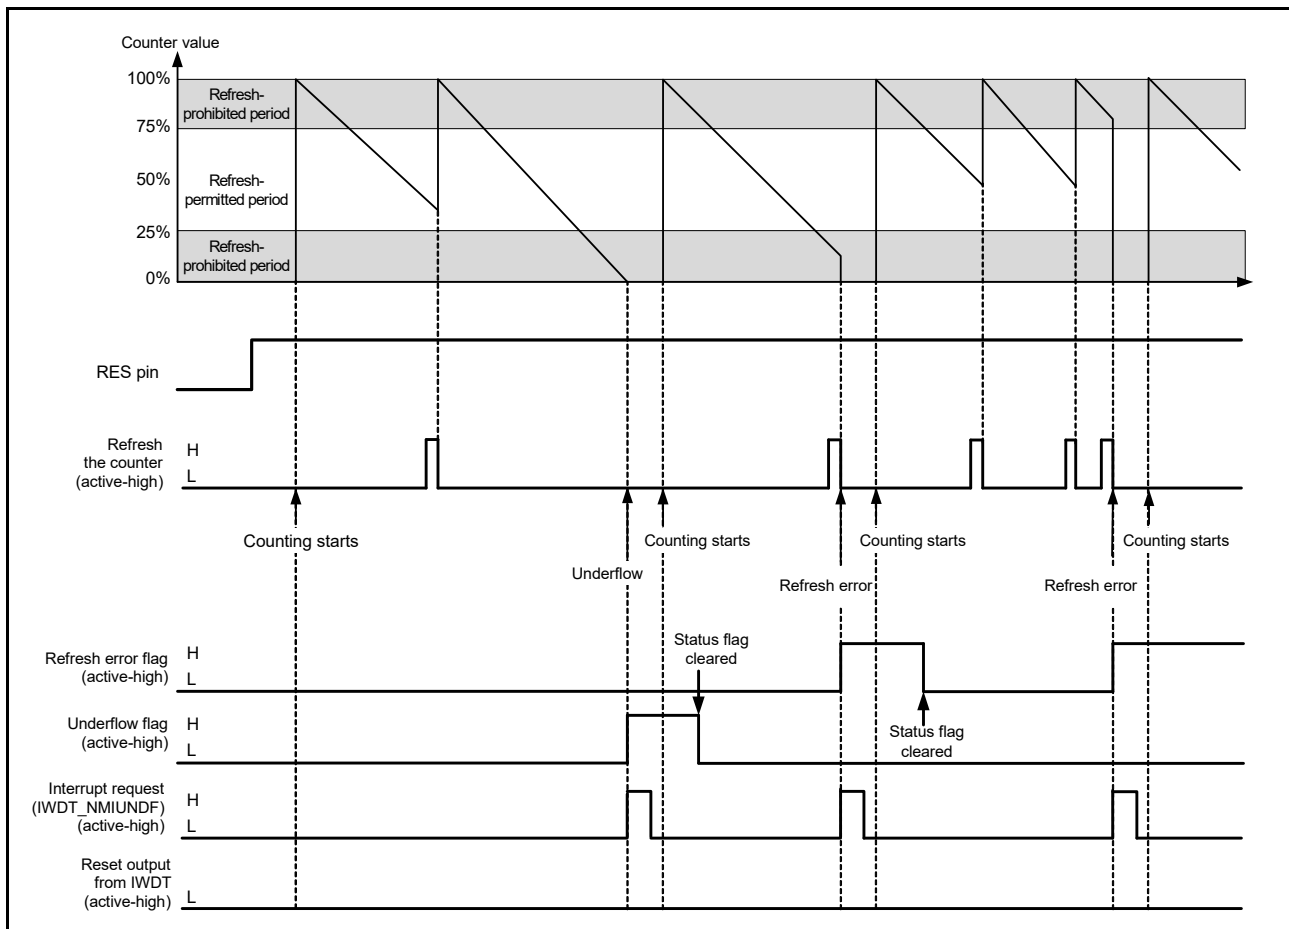 Counter value
100%
Refresh-
prohibited period
75%
50%
Refresh-
permitted period
25%
Refresh-
prohibited period
0%
RES pin
Refresh
the counter
(active-high)
H
L
Counting starts
Counting starts
Counting starts
Counting starts
Underflow
Refresh error
Refresh error
Status flag
cleared
Refresh error flag
(active-high)
H
L
Underflow flag
(active-high)
H
L
Status flag
cleared
Interrupt request
(IWDT_NMIUNDF)
(active-high)
H
L
Reset output
from IWDT
(active-high)
L